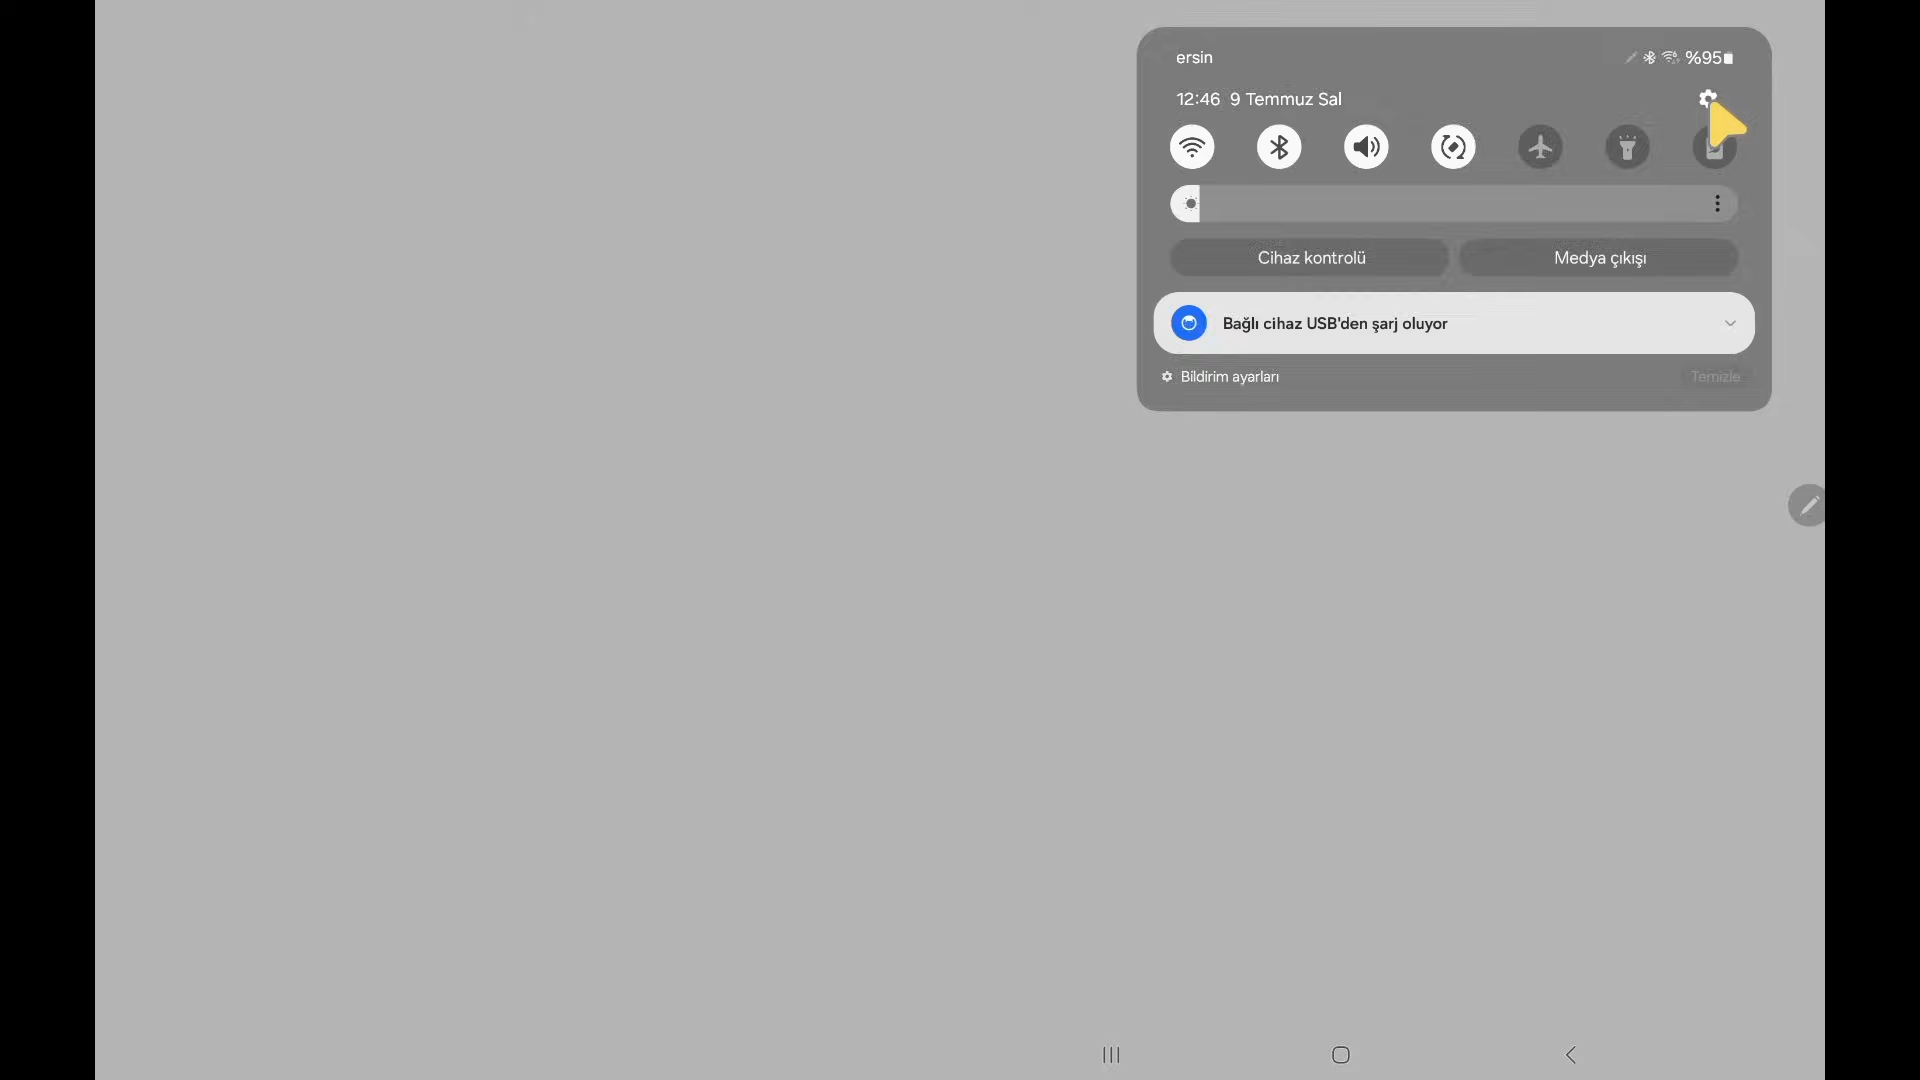 ersin
%95
12:46 9 Temmuz Sal
Cihaz kontrolü
Medya çıkışı
Bağlı cihaz USB'den şarj oluyor
Bildirim ayarları
Temizle